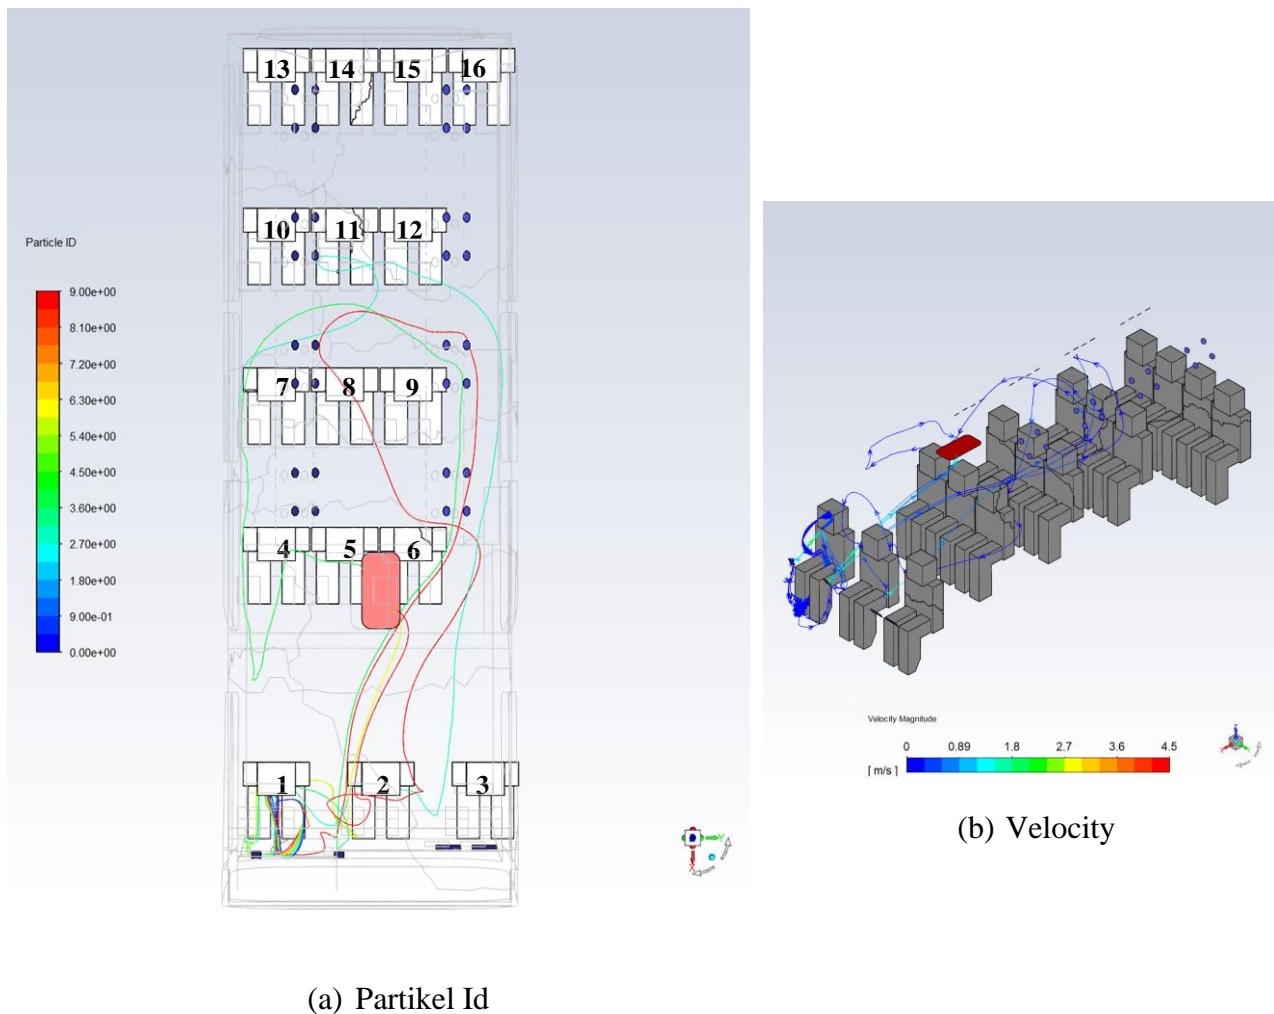 13 14 15 16
10 11 12
Particle ID
9.00e+00
8.10e+00
7.20e+00
6.30e+00
5.40e+00
4.50e+00
3.60e+00
2.70e+00
1.80e+00
9.00e-01
0.00e+00
7 8 9
4 5 6
1 2 3
Y
X
(a) Partikel Id
Velocity Magnitude
0 0.89 1.8 2.7 3.6 4.5
[ m/s ]
Z
X Y
(b) Velocity